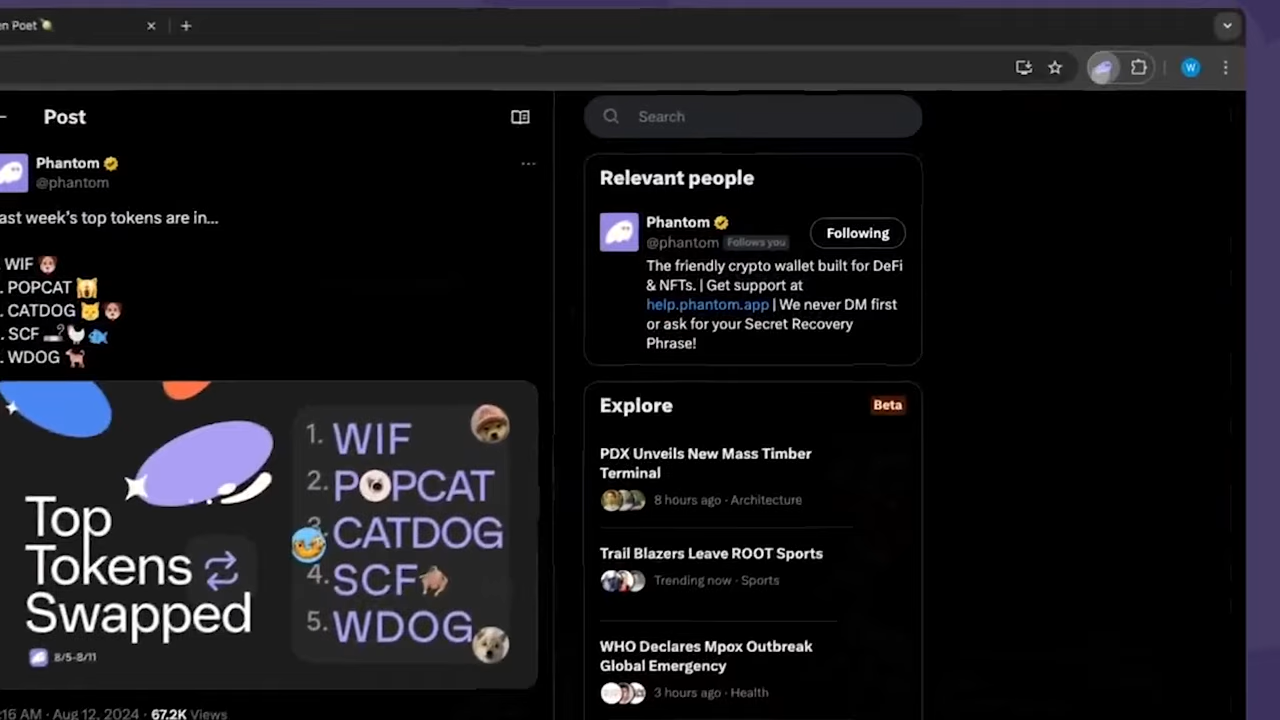 en Poet
W
Post
Search
Phantom
@phantom
ast week's top tokens are in...
. WIF
. POPCAT
. CATDOG
. SCF
. WDOG
Top
Tokens
Swapped
8/5-8/11
1. WIF
2. POPCAT
3. CATDOG
4. SCF
5. WDOG
:16 AM · Aug 12, 2024 · 67.2K Views
Relevant people
Phantom
@phantom Follows you
Following
The friendly crypto wallet built for DeFi
& NFTs. | Get support at
help.phantom.app | We never DM first
or ask for your Secret Recovery
Phrase!
Explore
Beta
PDX Unveils New Mass Timber
Terminal
8 hours ago · Architecture
Trail Blazers Leave ROOT Sports
Trending now · Sports
WHO Declares Mpox Outbreak
Global Emergency
3 hours ago · Health